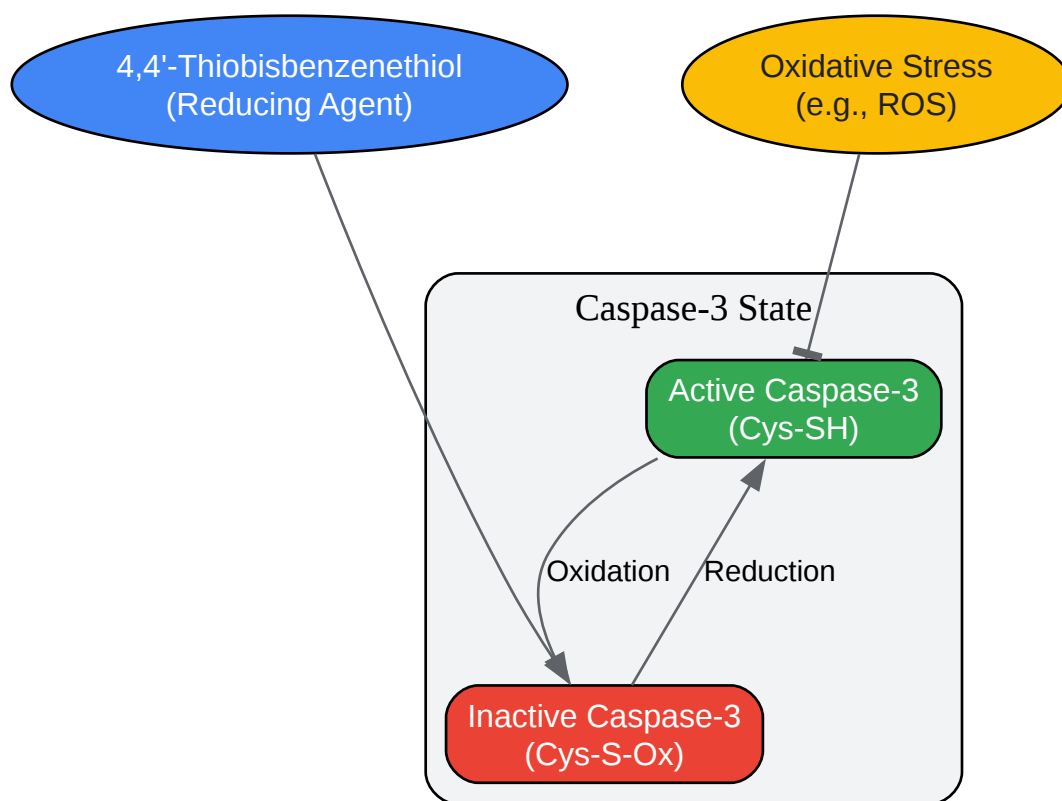 4,4'-Thiobisbenzenethiol
(Reducing Agent)
Oxidative Stress
(e.g., ROS)
Caspase-3 State
Active Caspase-3
(Cys-SH)
Oxidation
Reduction
Inactive Caspase-3
(Cys-S-Ox)